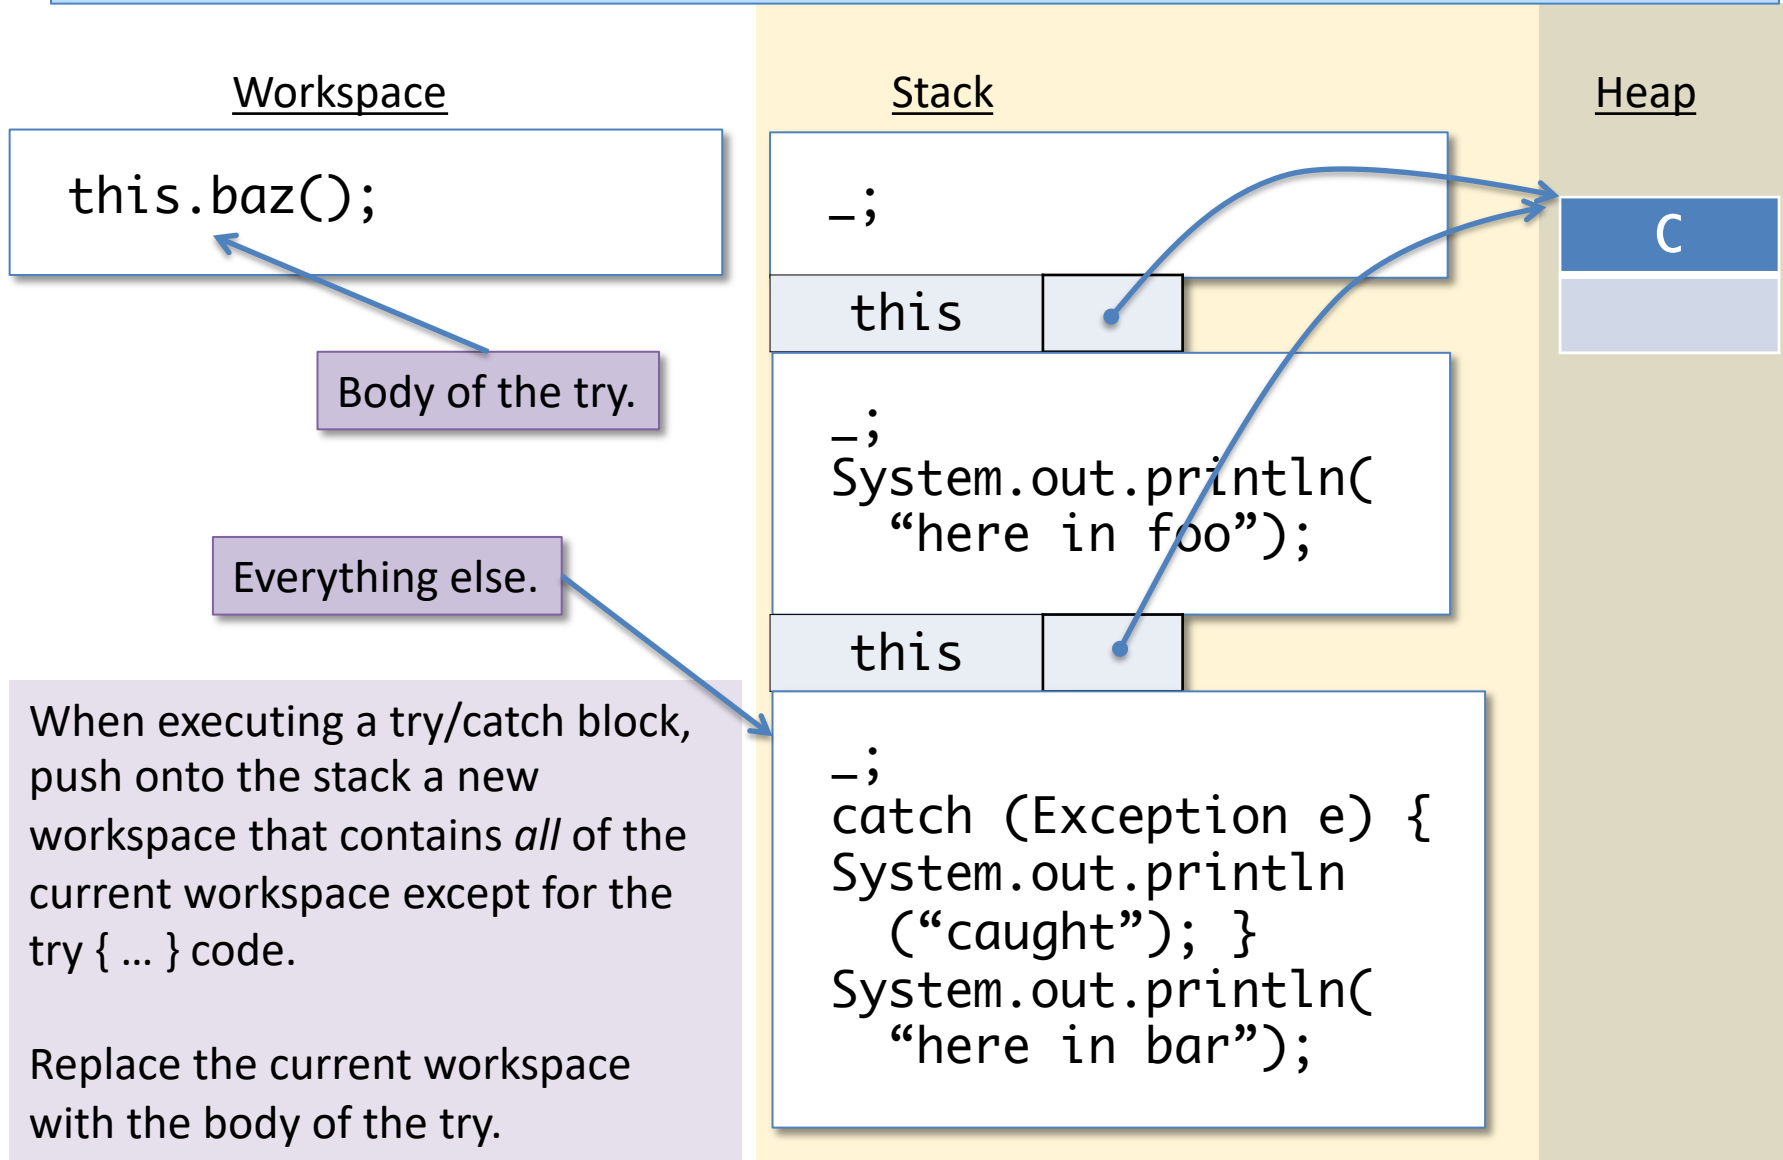 Workspace
Stack
Heap
this.baz();
_;
C
this
Body of the try.
_;
System.out.println(
“here in foo”);
Everything else.
this
When executing a try/catch block,
push onto the stack a new
workspace that contains all of the
current workspace except for the
try { … } code.
Replace the current workspace
with the body of the try.
_;
catch (Exception e) {
System.out.println
(“caught”); }
System.out.println(
“here in bar”);